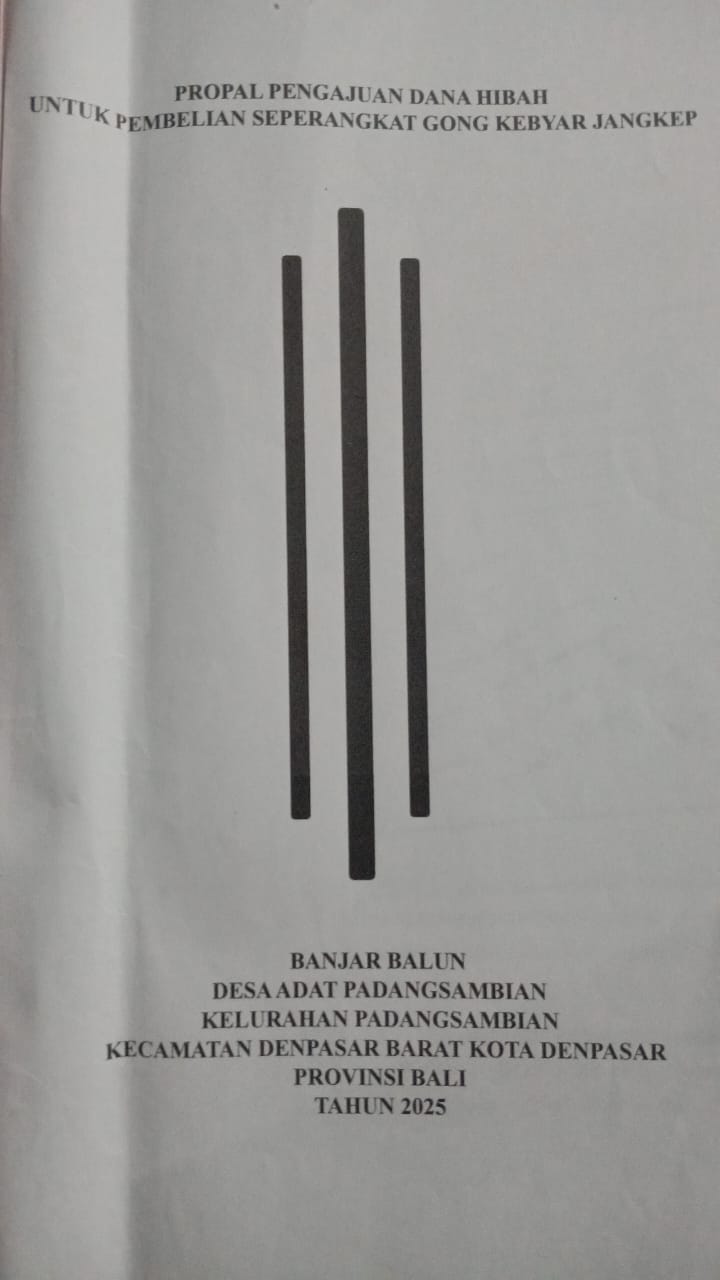 PROPAL PENGAJUAN DANA HIBAH
UNTUK PEMBELIAN SEPERANGKAT GONG KEBYAR JANGKEP
BANJAR BALUN
DESA ADAT PADANGSAMBIAN
KELURAHAN PADANGSAMBIAN
KECAMATAN DENPASAR BARAT KOTA DENPASAR
PROVINSI BALI
TAHUN 2025